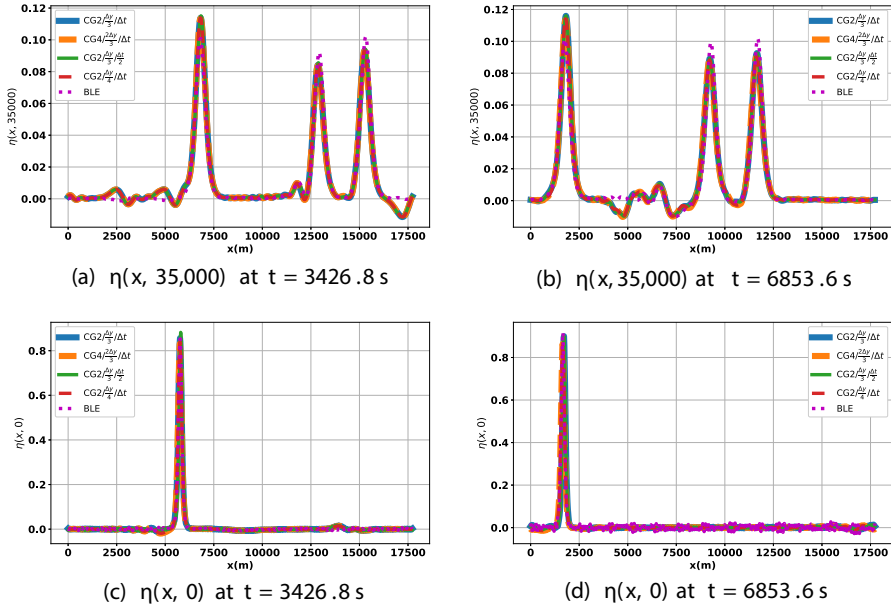 0.12
0.10
0.08
0.06
0.04
0.02
0.00
η(x, 35000)
CG2/Δy/3/Δt
CG4/2Δy/3/Δt
CG2/Δy/3/Δt/2
CG2/Δy/4/Δt
BLE
0 2500 5000 7500 10000 12500 15000 17500
x(m)
(a) η(x, 35,000) at t = 3426 .8 s
0.12
0.10
0.08
0.06
0.04
0.02
0.00
η(x, 35000)
CG2/Δy/3/Δt
CG4/2Δy/3/Δt
CG2/Δy/3/Δt/2
CG2/Δy/4/Δt
BLE
0 2500 5000 7500 10000 12500 15000 17500
x(m)
(b) η(x, 35,000) at t = 6853 .6 s
0.8
0.6
0.4
0.2
0.0
η(x, 0)
CG2/Δy/3/Δt
CG4/2Δy/3/Δt
CG2/Δy/3/Δt/2
CG2/Δy/4/Δt
BLE
0 2500 5000 7500 10000 12500 15000 17500
x(m)
(c) η(x, 0) at t = 3426 .8 s
0.8
0.6
0.4
0.2
0.0
η(x, 0)
CG2/Δy/3/Δt
CG4/2Δy/3/Δt
CG2/Δy/3/Δt/2
CG2/Δy/4/Δt
BLE
0 2500 5000 7500 10000 12500 15000 17500
x(m)
(d) η(x, 0) at t = 6853 .6 s